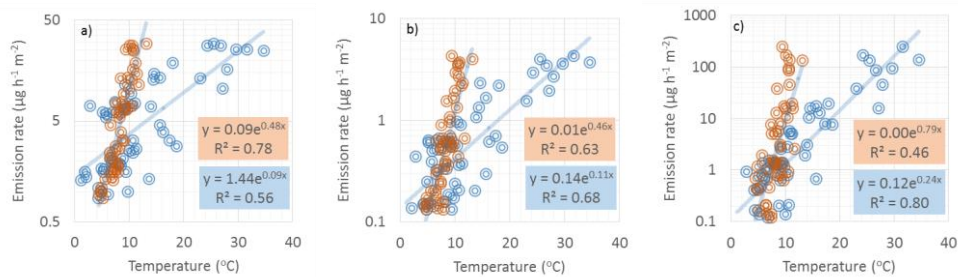 a)
50
5
0.5
Emission rate (µg h⁻¹ m⁻²)
y = 0.09e^0.48x
R² = 0.78
y = 1.44e^0.09x
R² = 0.56
0 10 20 30 40
Temperature (°C)
b)
10
1
0.1
Emission rate (µg h⁻¹ m⁻²)
y = 0.01e^0.46x
R² = 0.63
y = 0.14e^0.11x
R² = 0.68
0 10 20 30 40
Temperature (°C)
c)
1000
100
10
1
0.1
Emission rate (µg h⁻¹ m⁻²)
y = 0.00e^0.79x
R² = 0.46
y = 0.12e^0.24x
R² = 0.80
0 10 20 30 40
Temperature (°C)